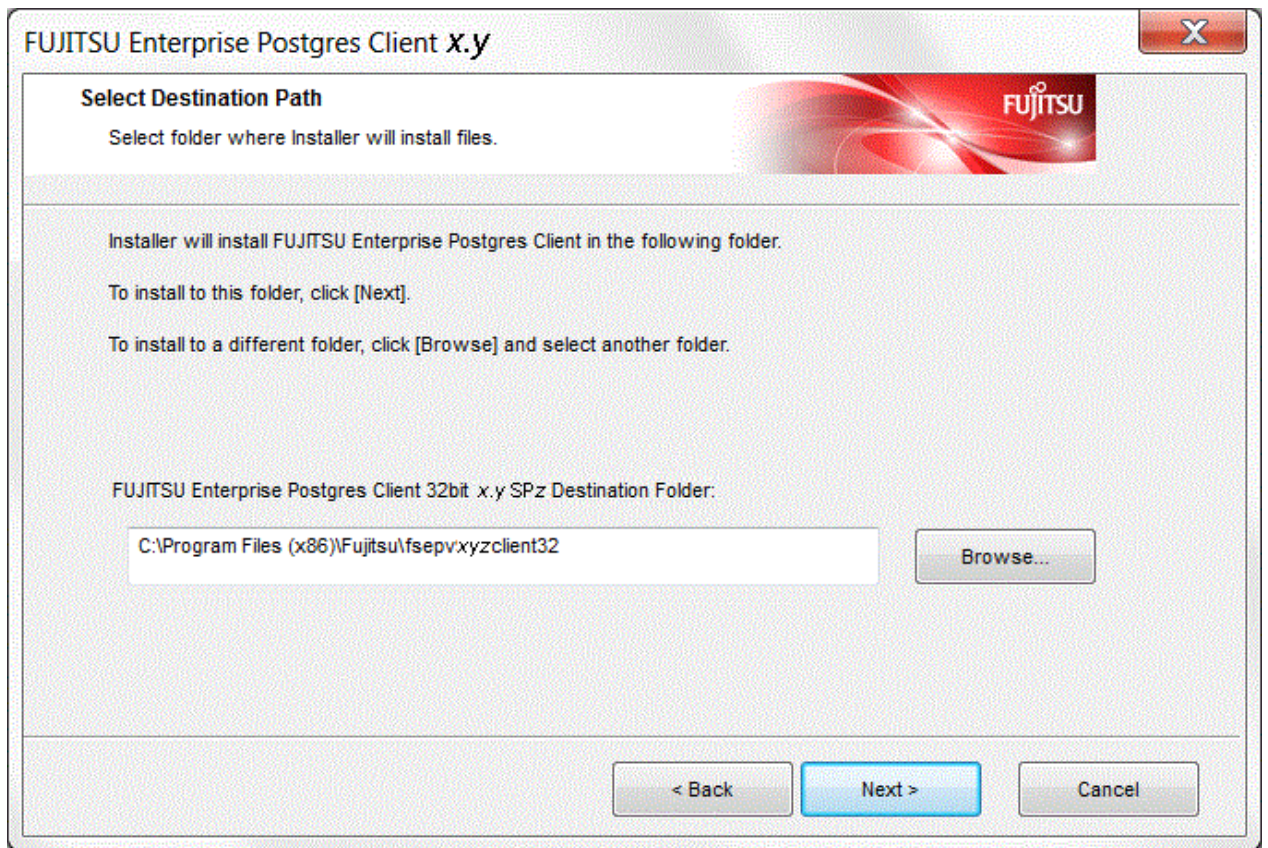 FUJITSU Enterprise Postgres Client x.y
X
Select Destination Path
FUJITSU
Select folder where Installer will install files.
Installer will install FUJITSU Enterprise Postgres Client in the following folder.
To install to this folder, click [Next].
To install to a different folder, click [Browse] and select another folder.
FUJITSU Enterprise Postgres Client 32bit x.y SPz Destination Folder:
C:\Program Files (x86)\Fujitsu\fsepvxyzclient32
Browse...
< Back
Next >
Cancel